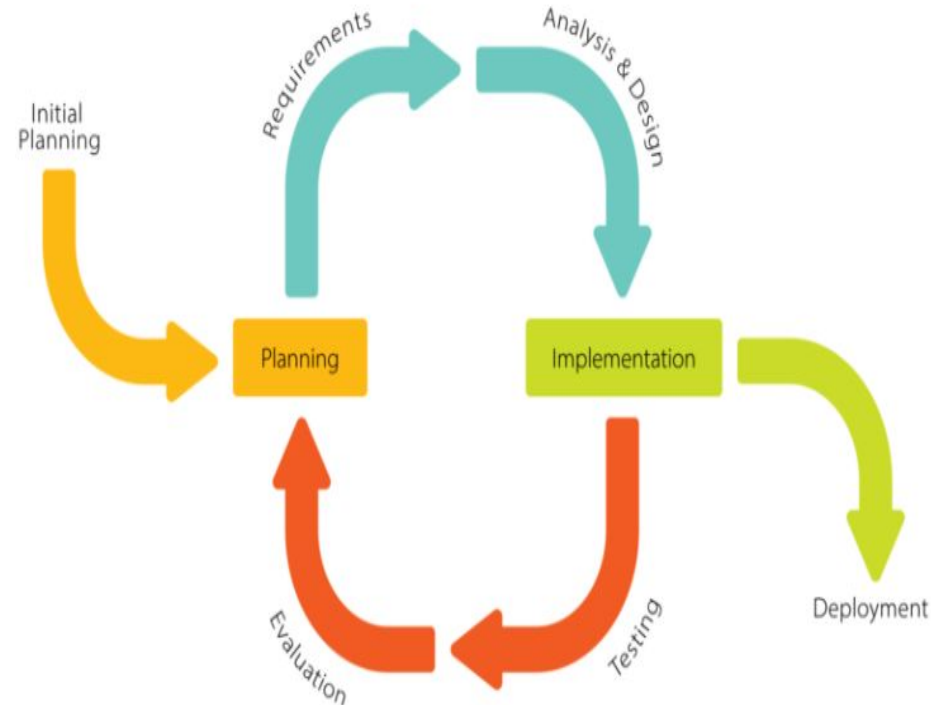 Initial
Planning
Requirements
Analysis & Design
Planning
Implementation
Deployment
Testing
Evaluation